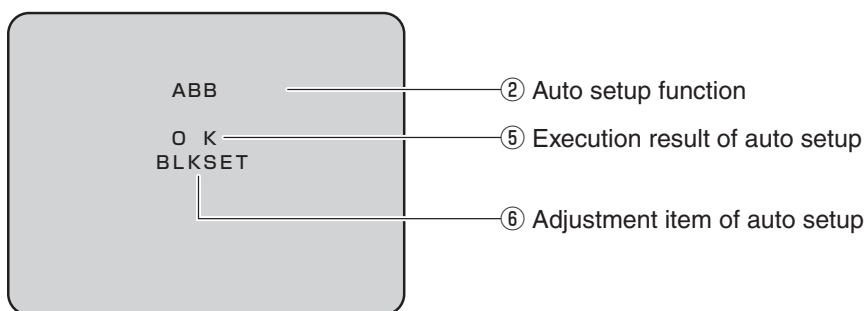 ABB
② Auto setup function
O K
⑤ Execution result of auto setup
BLKSET
⑥ Adjustment item of auto setup